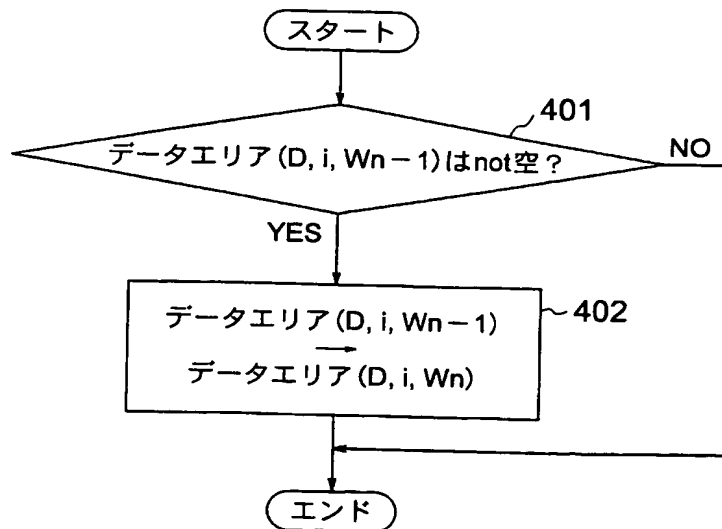 スタート
401
データエリア(D, i, Wn－1)はnot空？
NO
YES
データエリア(D, i, Wn－1)
402
データエリア(D, i, Wn)
エンド